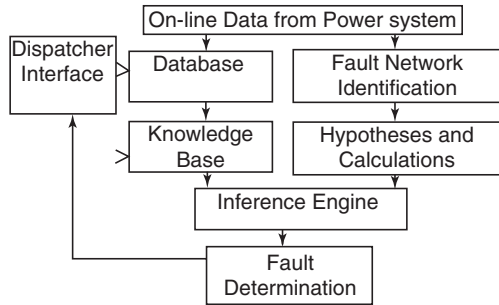 On-line Data from Power system
Dispatcher
Interface
Database
Fault Network
Identification
Knowledge
Base
Hypotheses and
Calculations
Inference Engine
Fault
Determination